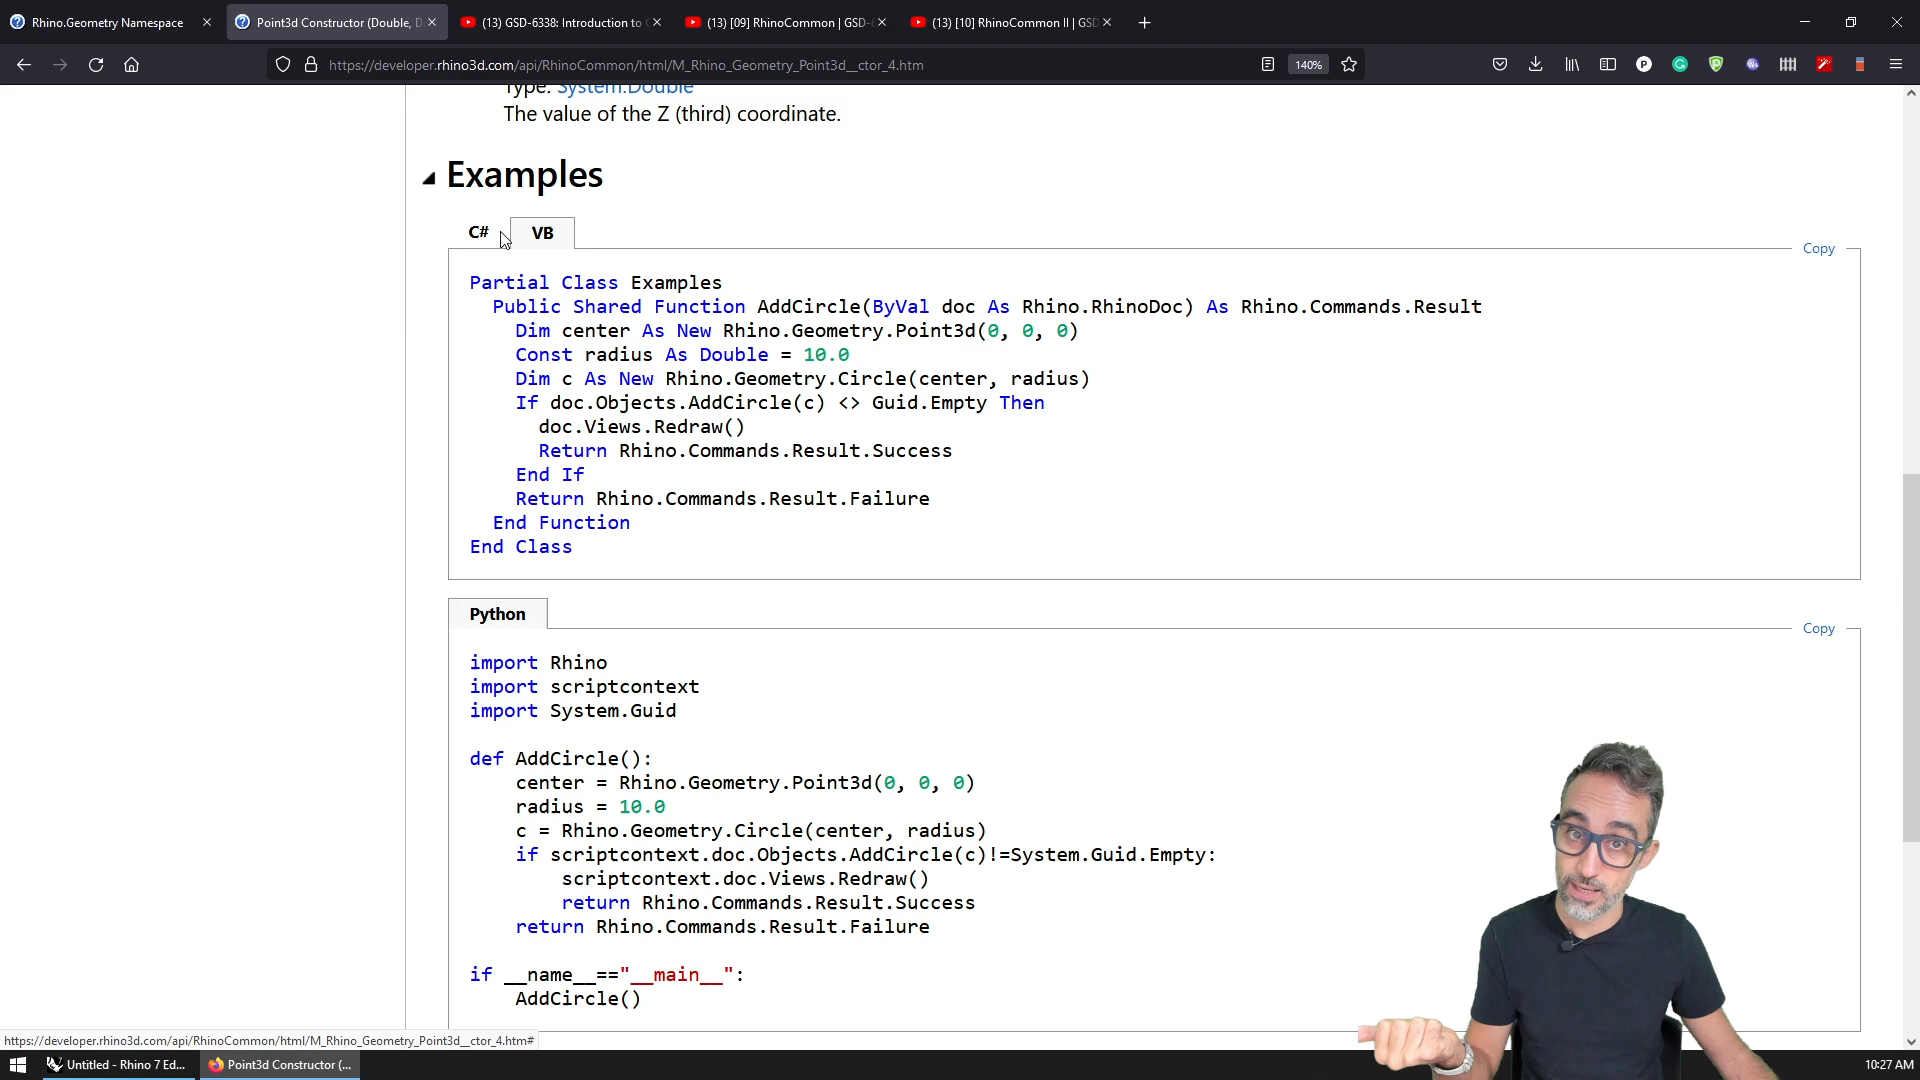 Rhino.Geometry Namespace
Point3d Constructor (Double, D
(13) GSD-6338: Introduction to C
(13) [09] RhinoCommon | GSD-6
(13) [10] RhinoCommon II | GSD
https://developer.rhino3d.com/api/RhinoCommon/html/M_Rhino_Geometry_Point3d__ctor_4.htm
140%
Type: System.Double
The value of the Z (third) coordinate.
Examples
C#
VB
Copy
Partial Class Examples
Public Shared Function AddCircle(ByVal doc As Rhino.RhinoDoc) As Rhino.Commands.Result
Dim center As New Rhino.Geometry.Point3d(0, 0, 0)
Const radius As Double = 10.0
Dim c As New Rhino.Geometry.Circle(center, radius)
If doc.Objects.AddCircle(c) <> Guid.Empty Then
doc.Views.Redraw()
Return Rhino.Commands.Result.Success
End If
Return Rhino.Commands.Result.Failure
End Function
End Class
Python
Copy
import Rhino
import scriptcontext
import System.Guid
def AddCircle():
center = Rhino.Geometry.Point3d(0, 0, 0)
radius = 10.0
c = Rhino.Geometry.Circle(center, radius)
if scriptcontext.doc.Objects.AddCircle(c)!=System.Guid.Empty:
scriptcontext.doc.Views.Redraw()
return Rhino.Commands.Result.Success
return Rhino.Commands.Result.Failure
if __name__=="__main__":
AddCircle()
https://developer.rhino3d.com/api/RhinoCommon/html/M_Rhino_Geometry_Point3d__ctor_4.htm#
Untitled - Rhino 7 Ed...
Point3d Constructor (...
10:27 AM